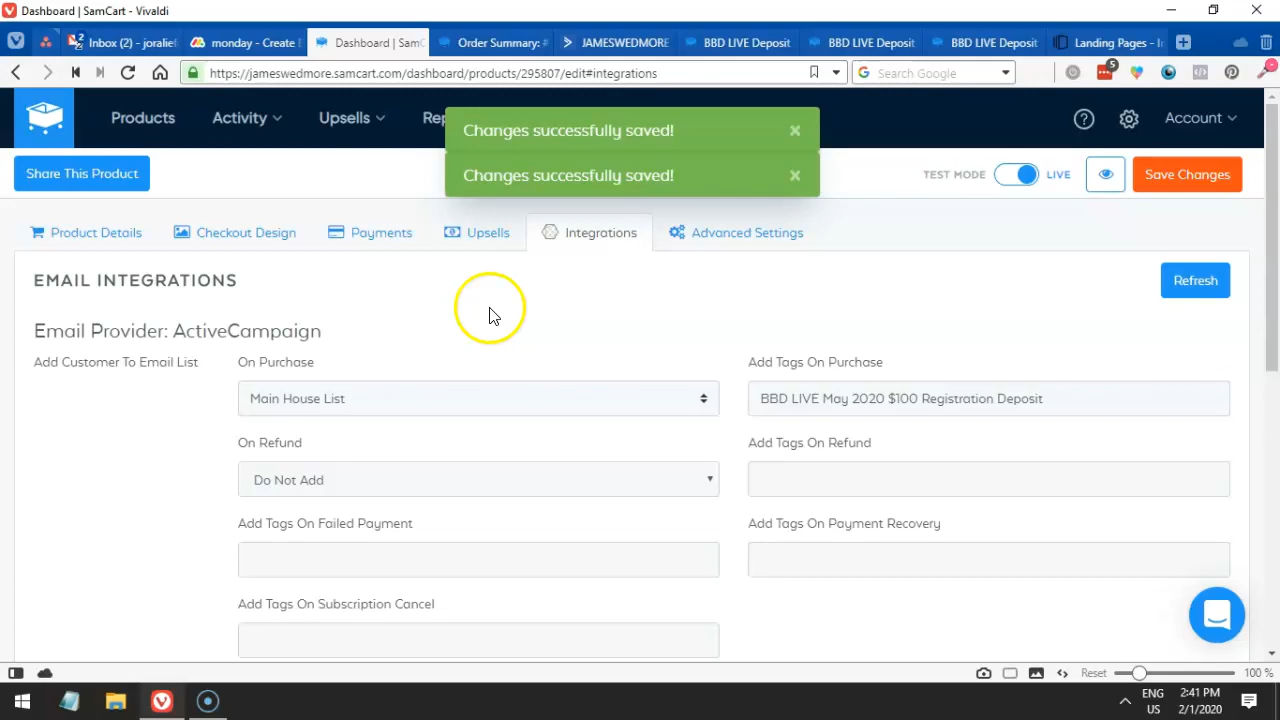 Dashboard | SamCart - Vivaldi
2
Inbox (2) - joralie
monday - Create D
Dashboard | SamC
Order Summary: #
JAMESWEDMORE
BBD LIVE Deposit
BBD LIVE Deposit
BBD LIVE Deposit
Landing Pages - In
https://jameswedmore.samcart.com/dashboard/products/295807/edit#integrations
Search Google
5
Products
Activity
Upsells
Rep
Account
Changes successfully saved!
×
Changes successfully saved!
×
Share This Product
TEST MODE
LIVE
Save Changes
Product Details
Checkout Design
Payments
Upsells
Integrations
Advanced Settings
EMAIL INTEGRATIONS
Refresh
Email Provider: ActiveCampaign
Add Customer To Email List
On Purchase
Add Tags On Purchase
Main House List
BBD LIVE May 2020 $100 Registration Deposit
On Refund
Add Tags On Refund
Do Not Add
Add Tags On Failed Payment
Add Tags On Payment Recovery
Add Tags On Subscription Cancel
Reset
100 %
ENG
US
2:41 PM
2/1/2020